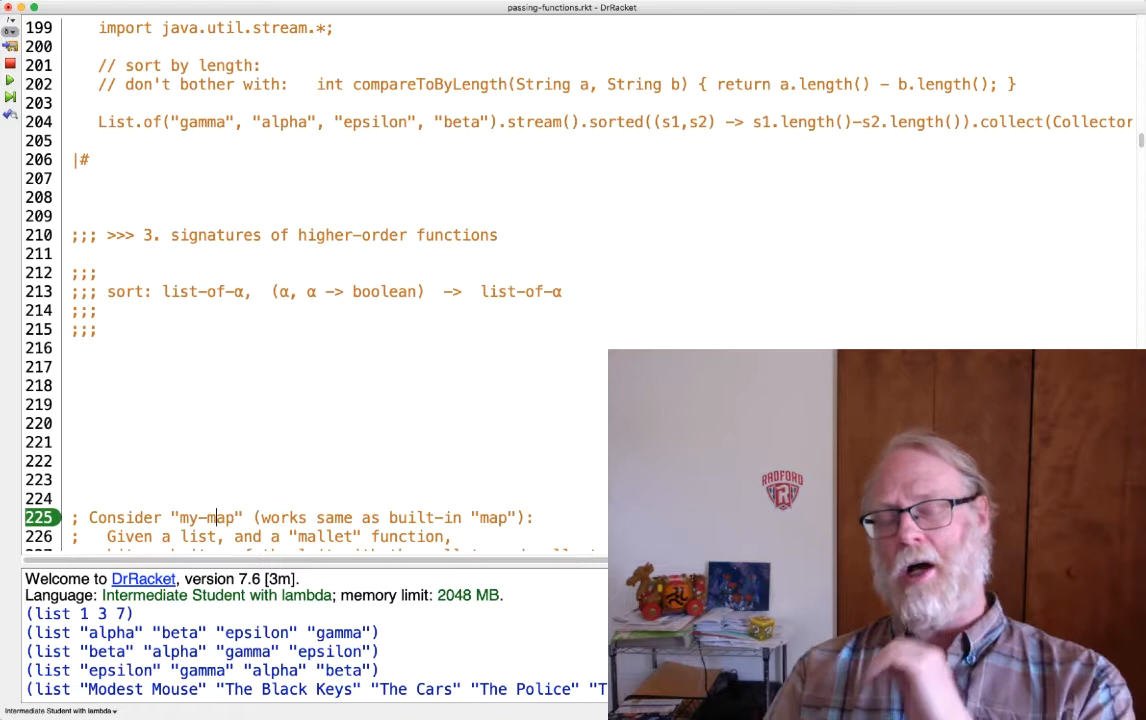 passing-functions.rkt - DrRacket
199 import java.util.stream.*;
200
201 // sort by length:
202 // don't bother with: int compareToByLength(String a, String b) { return a.length() - b.length(); }
203
204 List.of("gamma", "alpha", "epsilon", "beta").stream().sorted((s1,s2) -> s1.length()-s2.length()).collect(Collector
205
206 |#
207
208
209
210 ;;; >>> 3. signatures of higher-order functions
211
212 ;;;
213 ;;; sort: list-of-α, (α, α -> boolean) -> list-of-α
214 ;;;
215 ;;;
216
217
218
219
220
221
222
223
224
225 ; Consider "my-map" (works same as built-in "map"):
226 ; Given a list, and a "mallet" function,
RADFORD
Welcome to DrRacket, version 7.6 [3m].
Language: Intermediate Student with lambda; memory limit: 2048 MB.
(list 1 3 7)
(list "alpha" "beta" "epsilon" "gamma")
(list "beta" "alpha" "gamma" "epsilon")
(list "epsilon" "gamma" "alpha" "beta")
(list "Modest Mouse" "The Black Keys" "The Cars" "The Police" "T
Intermediate Student with lambda